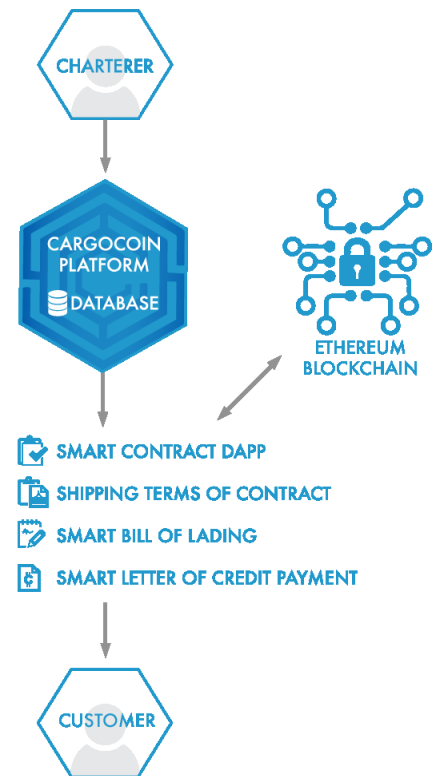 CHARTERER
CARGOCOIN
PLATFORM
DATABASE
ETHEREUM
BLOCKCHAIN
SMART CONTRACT DAPP
SHIPPING TERMS OF CONTRACT
SMART BILL OF LADING
SMART LETTER OF CREDIT PAYMENT
CUSTOMER